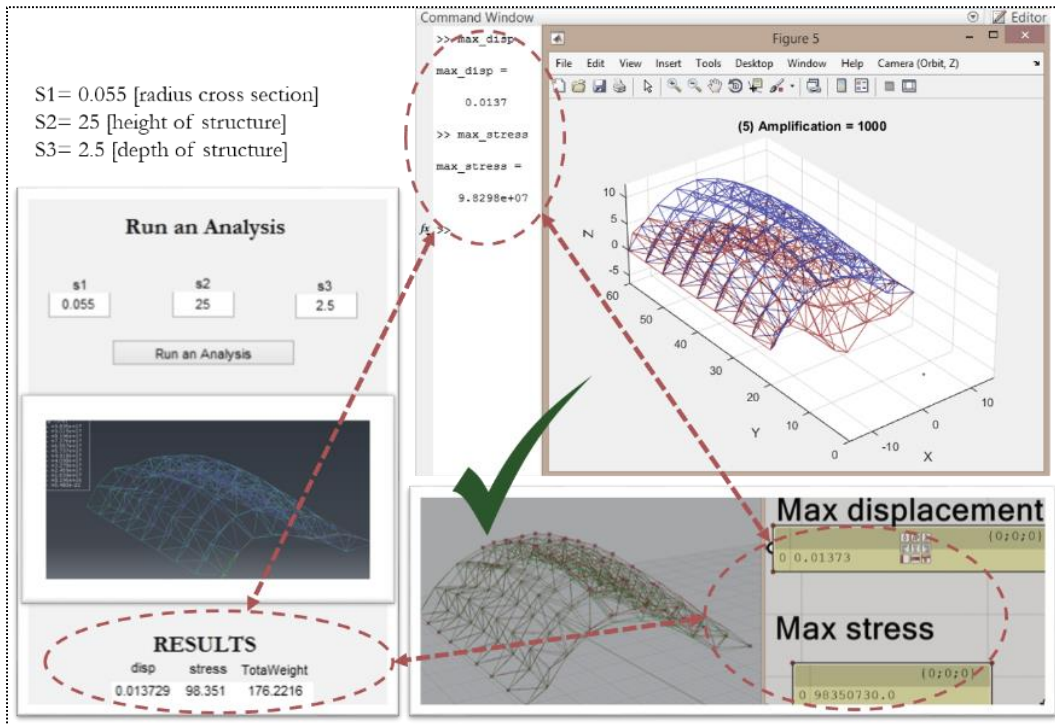 S1= 0.055 [radius cross section]
S2= 25 [height of structure]
S3= 2.5 [depth of structure]
Run an Analysis
s1 s2 s3
0.055 25 2.5
Run an Analysis
RESULTS
disp stress TotaWeight
0.013729 98.351 176.2216
Command Window
Editor
>> max_disp
max_disp =
0.0137
>> max_stress
max_stress =
9.8298e+07
fx >>
Figure 5
File Edit View Insert Tools Desktop Window Help Camera (Orbit, Z)
(5) Amplification = 1000
10
5
0
-5
Z
60
50
40
30
20
10
0
Y
-10
0
10
X
Max displacement
{0;0;0}
0 0.01373
Max stress
{0;0;0}
0 98350730.0